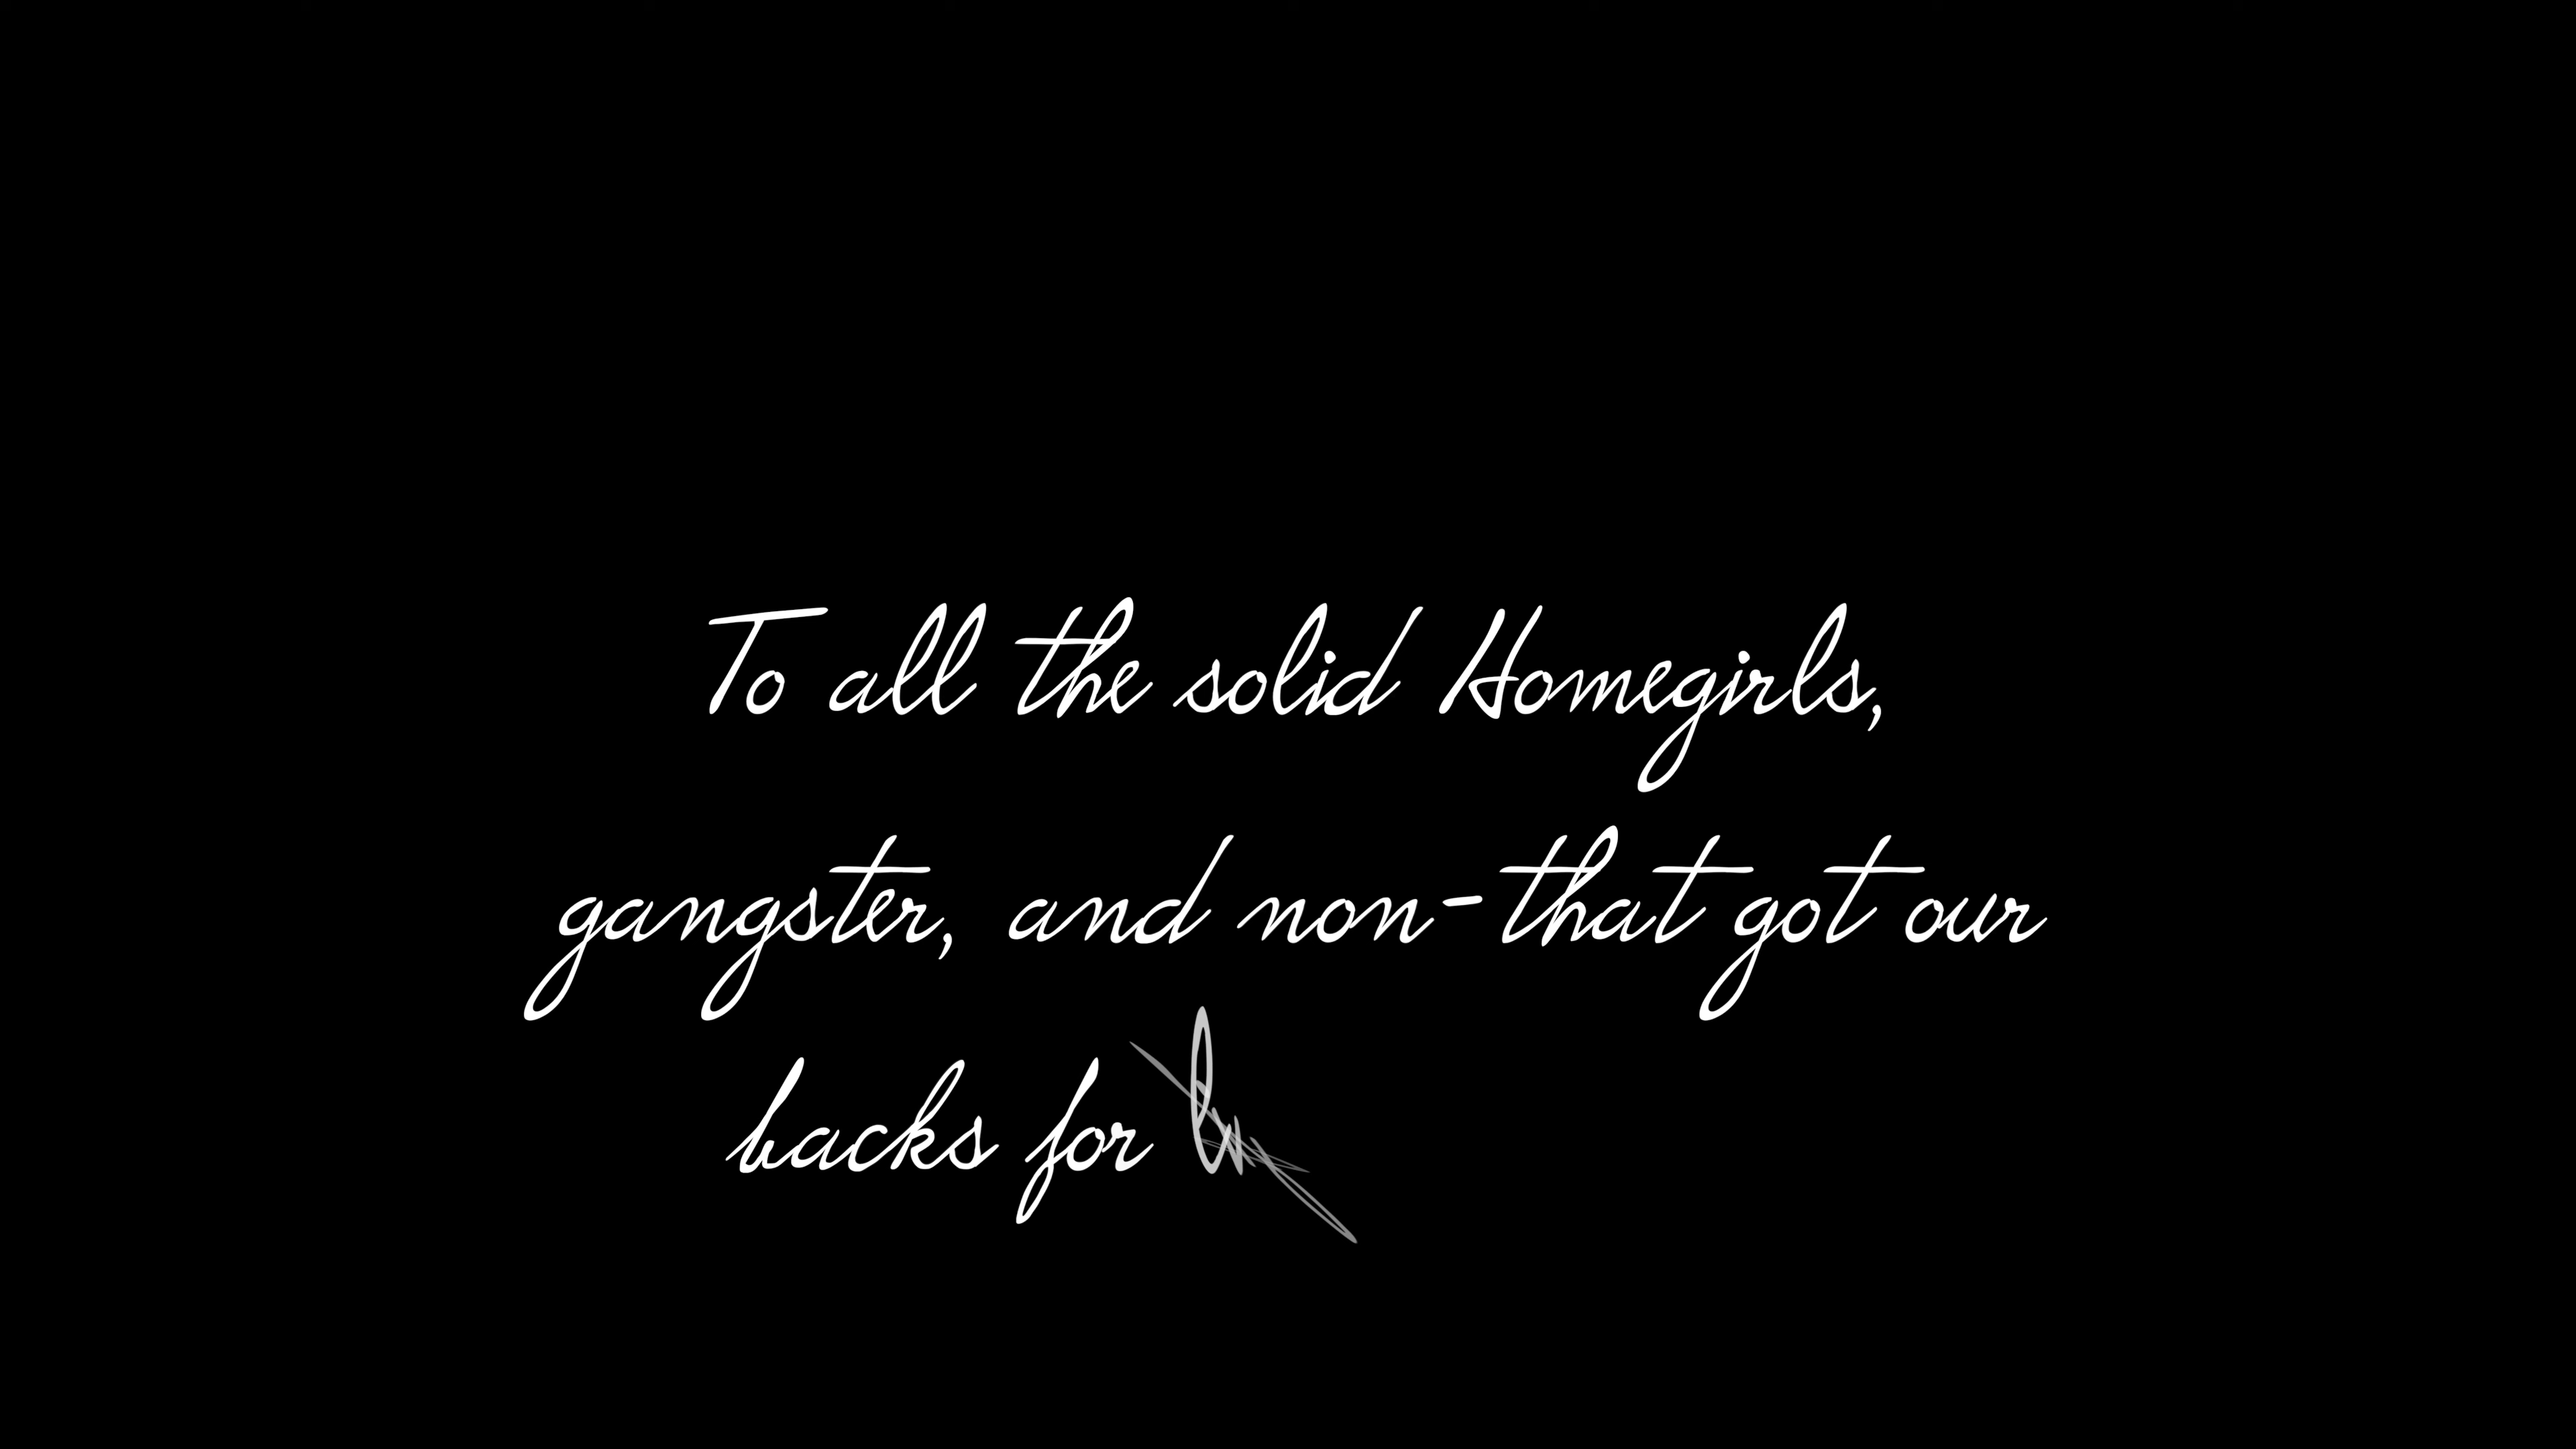 To all the solid Homegirls,
gangster, and non-that got our
backs for